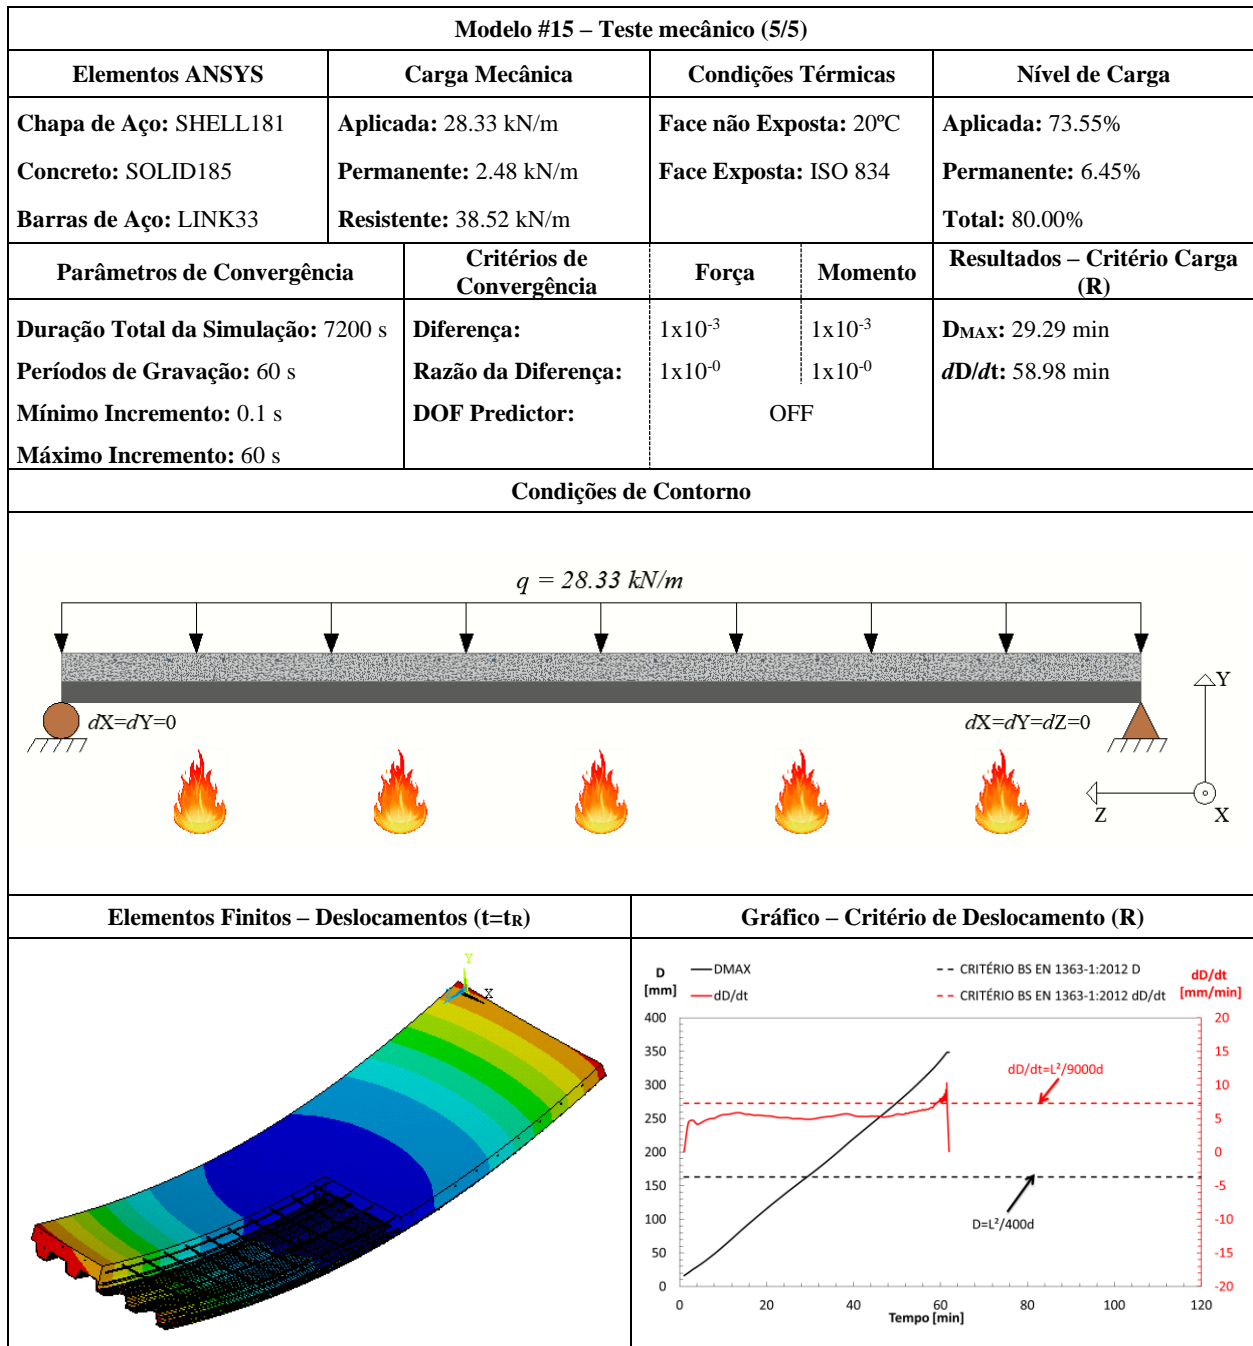 Modelo #15 – Teste mecânico (5/5)
Elementos ANSYS
Carga Mecânica
Condições Térmicas
Nível de Carga
Chapa de Aço: SHELL181
Concreto: SOLID185
Barras de Aço: LINK33
Aplicada: 28.33 kN/m
Permanente: 2.48 kN/m
Resistente: 38.52 kN/m
Face não Exposta: 20ºC
Face Exposta: ISO 834
Aplicada: 73.55%
Permanente: 6.45%
Total: 80.00%
Parâmetros de Convergência
Critérios de
Convergência
Força
Momento
Resultados – Critério Carga
(R)
Duração Total da Simulação: 7200 s
Períodos de Gravação: 60 s
Mínimo Incremento: 0.1 s
Máximo Incremento: 60 s
Diferença: 1x10-3 1x10-3
Razão da Diferença: 1x10-0 1x10-0
DOF Predictor: OFF
DMAX: 29.29 min
dD/dt: 58.98 min
Condições de Contorno
q = 28.33 kN/m
dX=dY=0
dX=dY=dZ=0
Y
Z
X
Elementos Finitos – Deslocamentos (t=tR)
Gráfico – Critério de Deslocamento (R)
Y
X
D
[mm]
DMAX
dD/dt
CRITÉRIO BS EN 1363-1:2012 D
CRITÉRIO BS EN 1363-1:2012 dD/dt
dD/dt
[mm/min]
400
350
300
250
200
150
100
50
0
20
15
10
5
0
-5
-10
-15
-20
dD/dt=L²/9000d
D=L²/400d
0 20 40 60 80 100 120
Tempo [min]